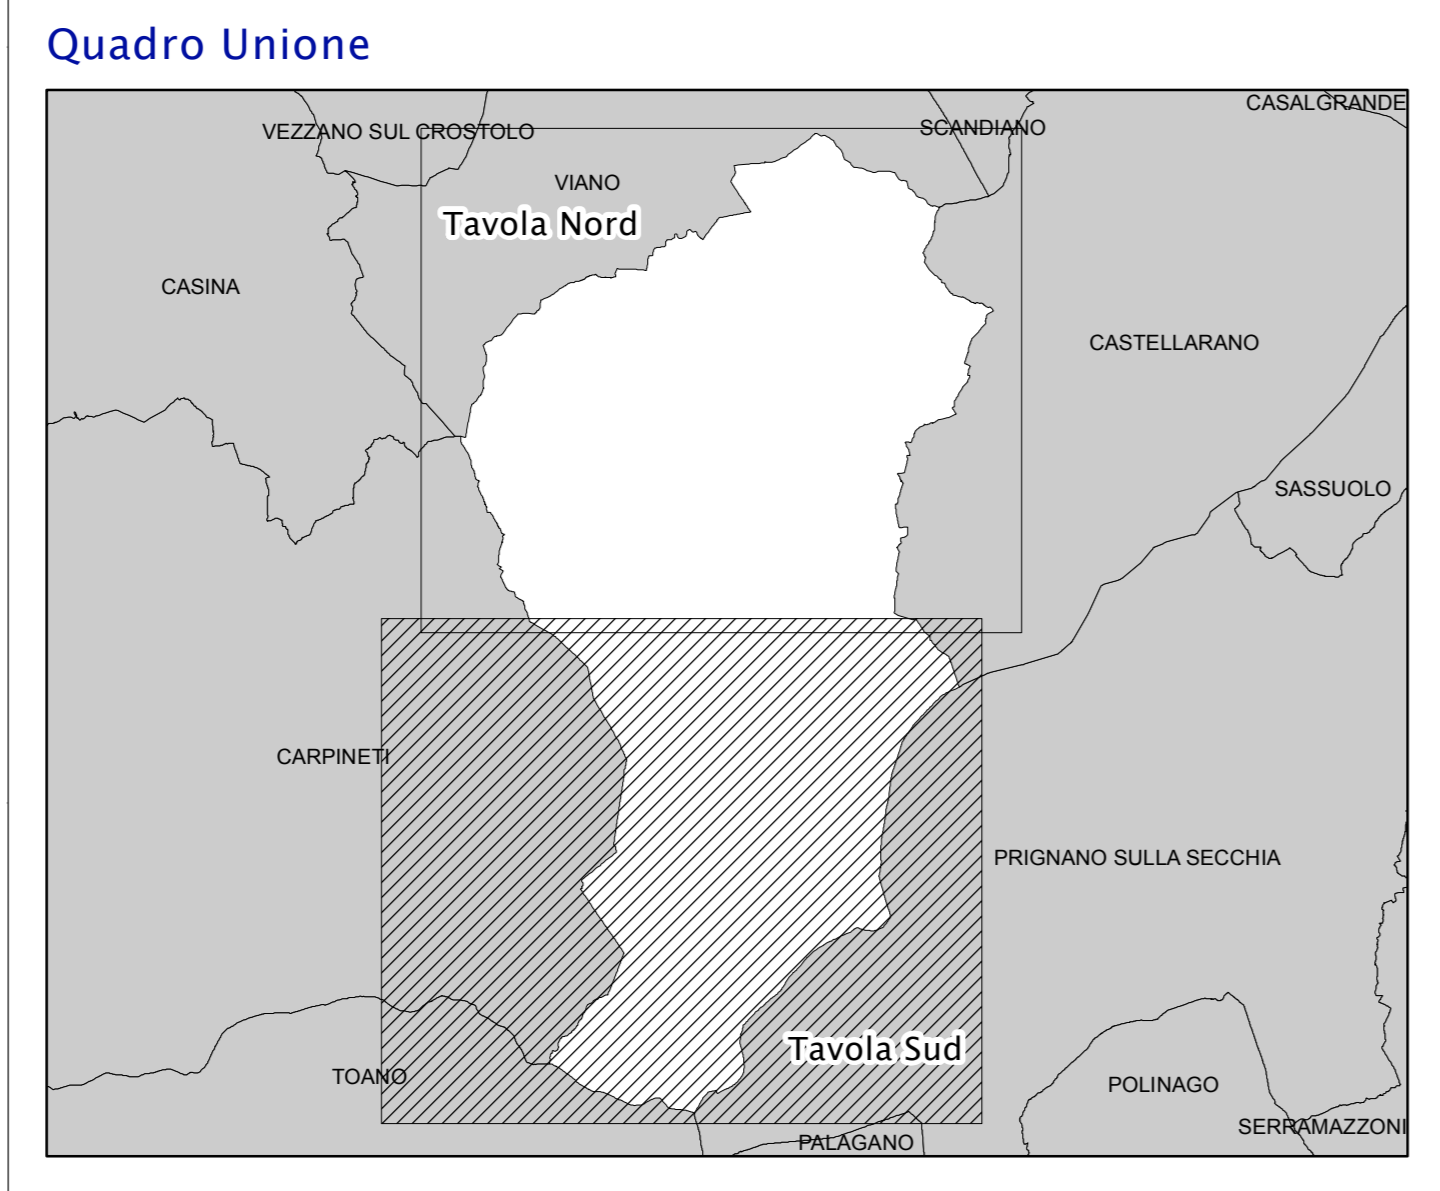 Quadro Unione
CASALGRANDE
VEZZANO SUL CROSTOLO
SCANDIANO
VIANO
Tavola Nord
CASINA
CASTELLARANO
SASSUOLO
CARPINETI
PRIGNANO SULLA SECCHIA
Tavola Sud
TOANO
POLINAGO
SERRAMAZZONI
PALAGANO